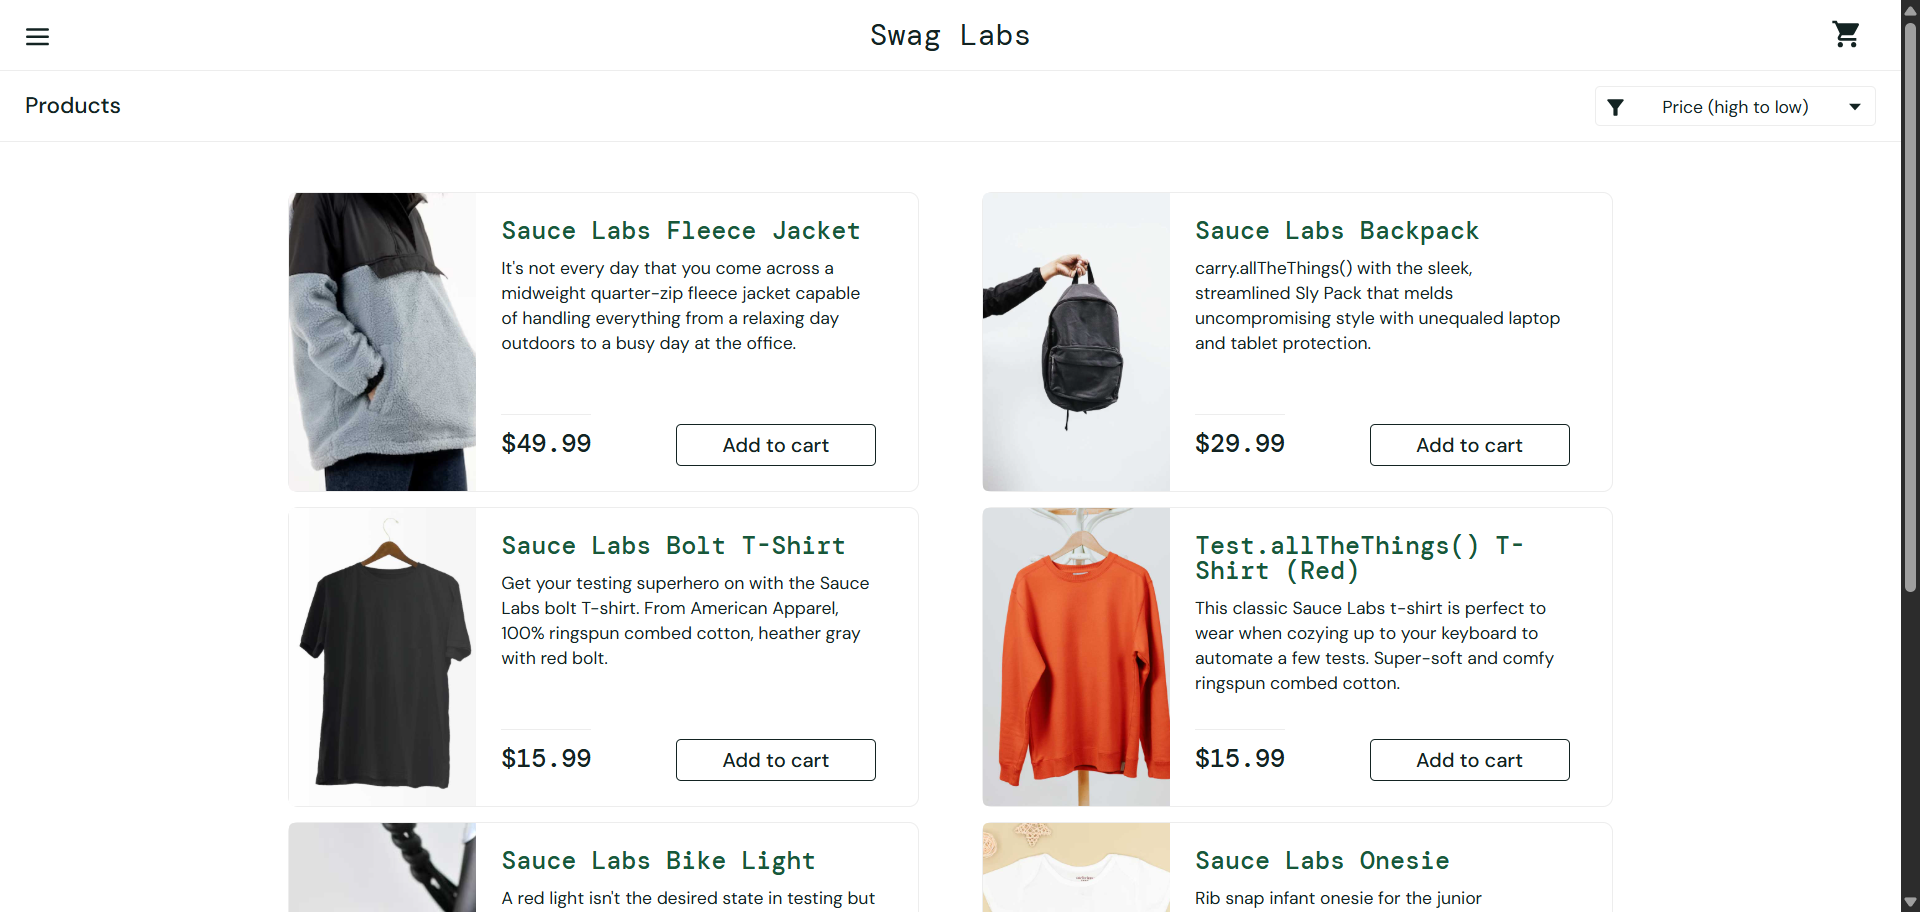 Swag Labs
Products
Price (high to low)
Sauce Labs Fleece Jacket
It's not every day that you come across a
midweight quarter-zip fleece jacket capable
of handling everything from a relaxing day
outdoors to a busy day at the office.
$49.99
Add to cart
Sauce Labs Backpack
carry.allTheThings() with the sleek,
streamlined Sly Pack that melds
uncompromising style with unequaled laptop
and tablet protection.
$29.99
Add to cart
Sauce Labs Bolt T-Shirt
Get your testing superhero on with the Sauce
Labs bolt T-shirt. From American Apparel,
100% ringspun combed cotton, heather gray
with red bolt.
$15.99
Add to cart
Test.allTheThings() T-
Shirt (Red)
This classic Sauce Labs t-shirt is perfect to
wear when cozying up to your keyboard to
automate a few tests. Super-soft and comfy
ringspun combed cotton.
$15.99
Add to cart
Sauce Labs Bike Light
A red light isn't the desired state in testing but
Sauce Labs Onesie
Rib snap infant onesie for the junior